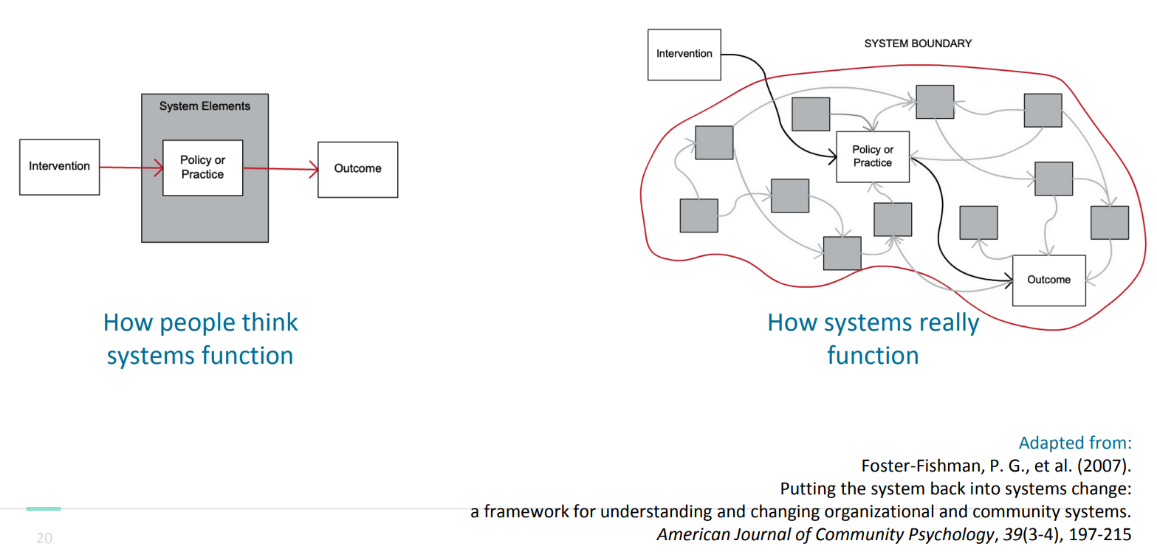 System Elements
Intervention
Policy or
Practice
Outcome
How people think
systems function
SYSTEM BOUNDARY
Intervention
Policy or
Practice
Outcome
How systems really
function
Adapted from:
Foster-Fishman, P. G., et al. (2007).
Putting the system back into systems change:
a framework for understanding and changing organizational and community systems.
American Journal of Community Psychology, 39(3-4), 197-215
20